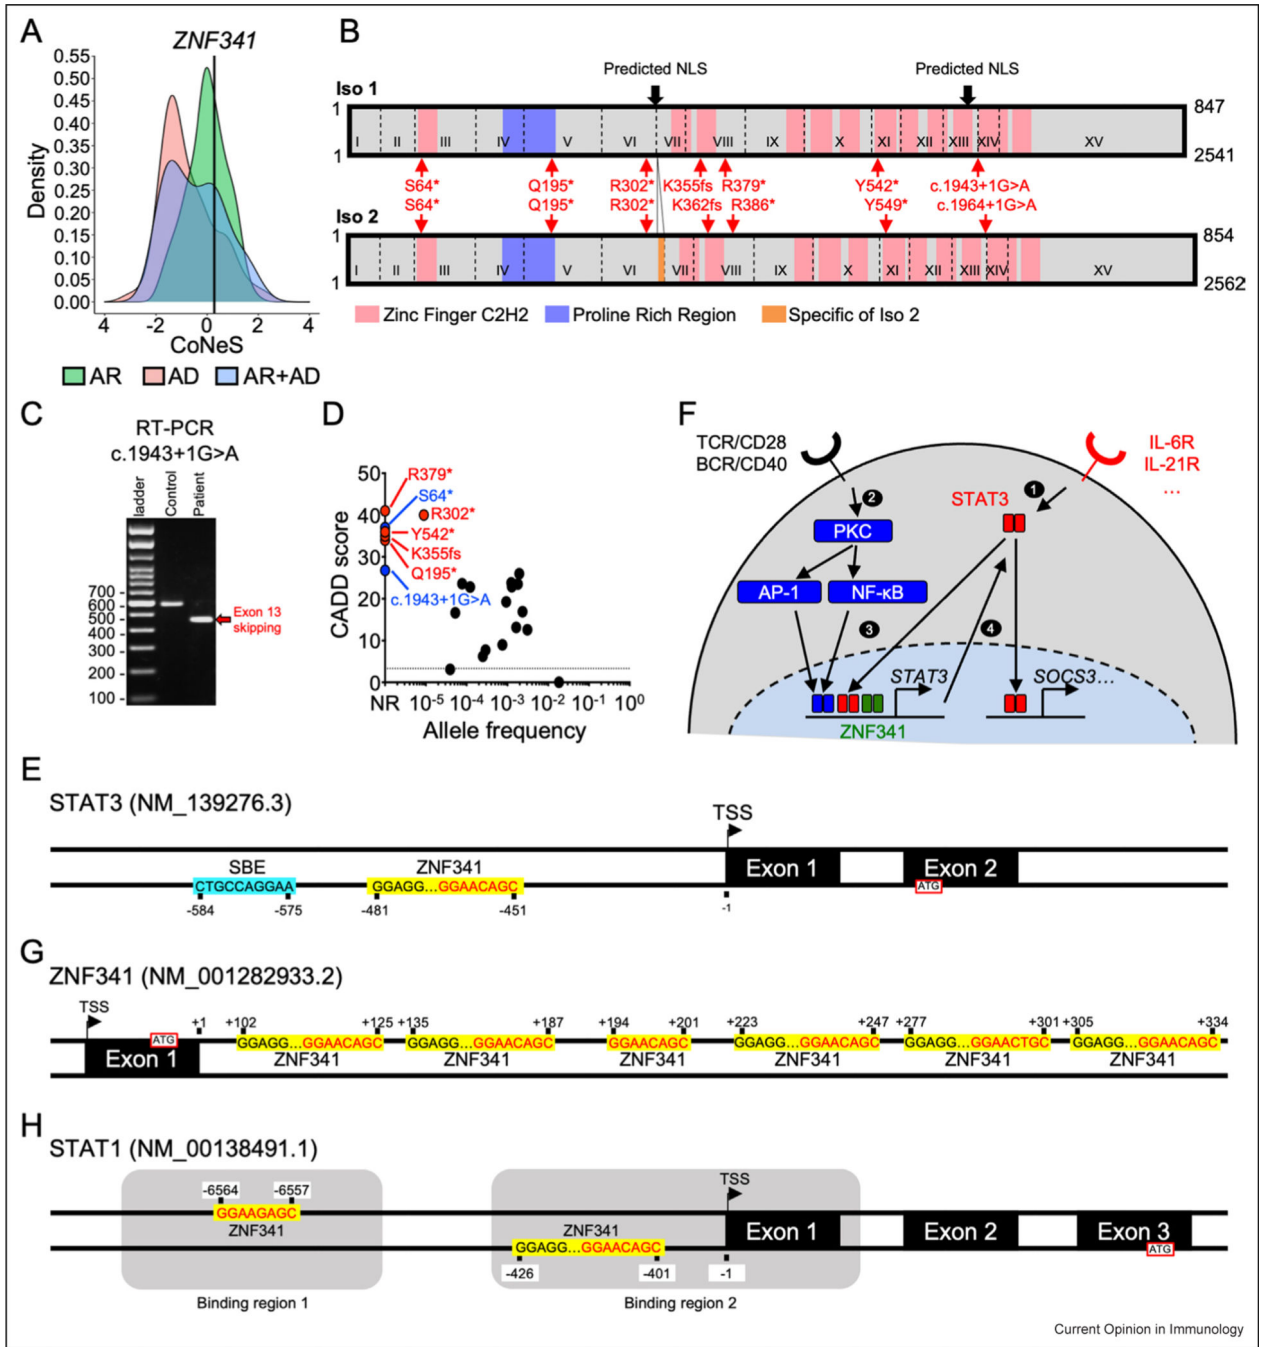 A
ZNF341
0.55
0.50
0.45
0.40
0.35
0.30
0.25
0.20
0.15
0.10
0.05
0.00
Density
4 -2 0 2 4
CoNeS
AR AD AR+AD
B
Predicted NLS Predicted NLS
Iso 1
1 847
I II III IV V VI VII VIII IX X XI XII XIII XIV XV
1 2541
S64* Q195* R302* K355fs R379* Y542* c.1943+1G>A
S64* Q195* R302* K362fs R386* Y549* c.1964+1G>A
Iso 2
1 854
I II III IV V VI VII VIII IX X XI XII XIII XIV XV
1 2562
Zinc Finger C2H2 Proline Rich Region Specific of Iso 2
C
RT-PCR
c.1943+1G>A
ladder
Control
Patient
700 -
600 -
500 -
400 -
300 -
200 -
100 -
Exon 13
skipping
D
CADD score
50
40
30
20
10
0
R379*
S64*
R302*
Y542*
K355fs
Q195*
c.1943+1G>A
NR 10-5 10-4 10-3 10-2 10-1 100
Allele frequency
F
TCR/CD28
BCR/CD40
IL-6R
IL-21R
...
STAT3
1
2
PKC
AP-1 NF-κB
3
4
STAT3
SOCS3...
ZNF341
E
STAT3 (NM_139276.3)
TSS
SBE ZNF341
Exon 1 Exon 2
CTGCCAGGAA GGAGG...GGAACAGC ATG
-584 -575 -481 -451 -1
G
ZNF341 (NM_001282933.2)
TSS
+1 +102 +125 +135 +187 +194 +201 +223 +247 +277 +301 +305 +334
ATG GGAGG...GGAACAGC GGAGG...GGAACAGC GGAACAGC GGAGG...GGAACAGC GGAGG...GGAACTGC GGAGG...GGAACAGC
Exon 1 ZNF341 ZNF341 ZNF341 ZNF341 ZNF341 ZNF341
H
STAT1 (NM_00138491.1)
TSS
-6564 -6557
GGAAGAGC
ZNF341 ZNF341
Exon 1 Exon 2 Exon 3
GGAGG...GGAACAGC ATG
-426 -401 -1
Binding region 1 Binding region 2
Current Opinion in Immunology